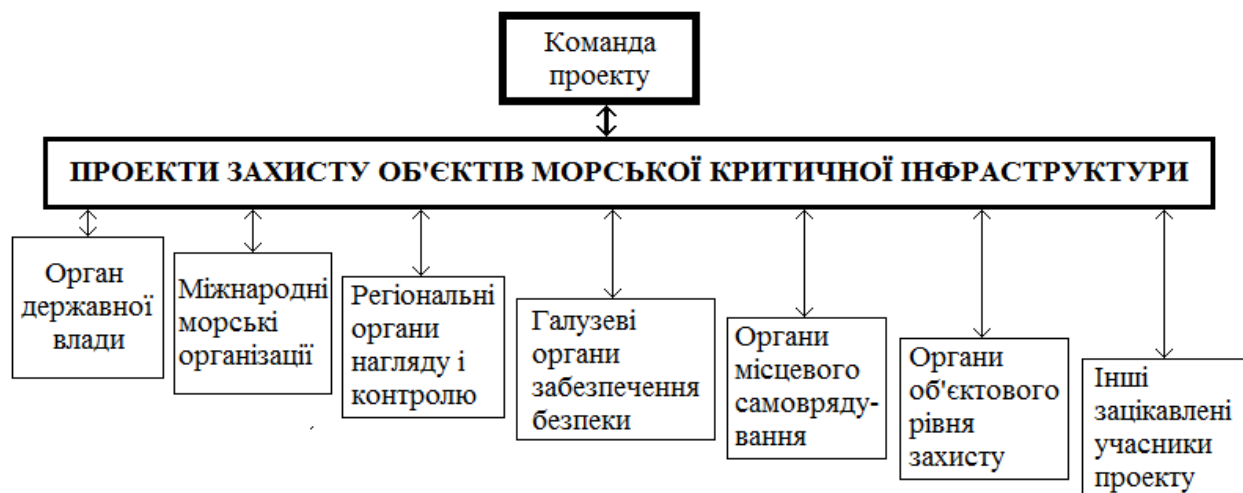 Команда
проекту
ПРОЕКТИ ЗАХИСТУ ОБ'ЄКТІВ МОРСЬКОЇ КРИТИЧНОЇ ІНФРАСТРУКТУРИ
Орган
державної
влади
Міжнародні
морські
організації
Регіональні
органи
нагляду і
контролю
Галузеві
органи
забезпечення
безпеки
Органи
місцевого
самовряду-
вання
Органи
об'єктового
рівня
захисту
Інші
зацікавлені
учасники
проекту